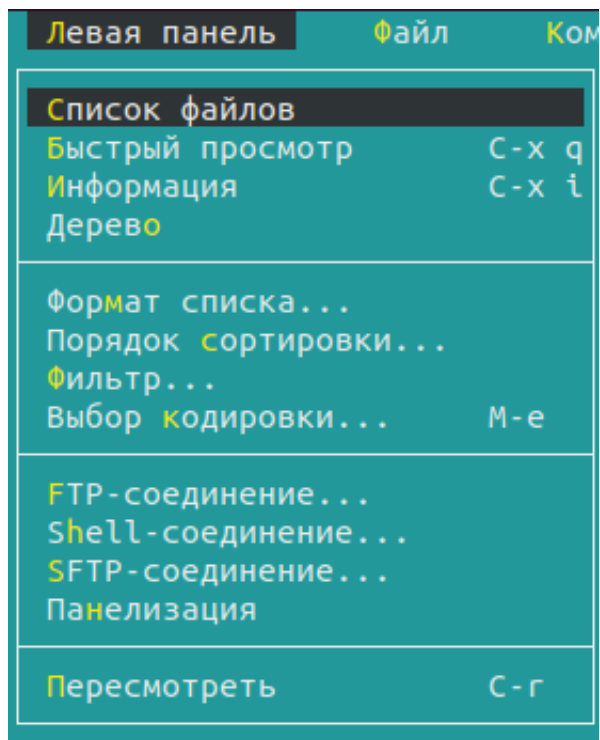 Левая панель Файл Ком
Список файлов
Быстрый просмотр C-x q
Информация C-x i
Дерево
Формат списка...
Порядок сортировки...
Фильтр...
Выбор кодировки... M-e
FTP-соединение...
Shell-соединение...
SFTP-соединение...
Панелизация
Пересмотреть C-r